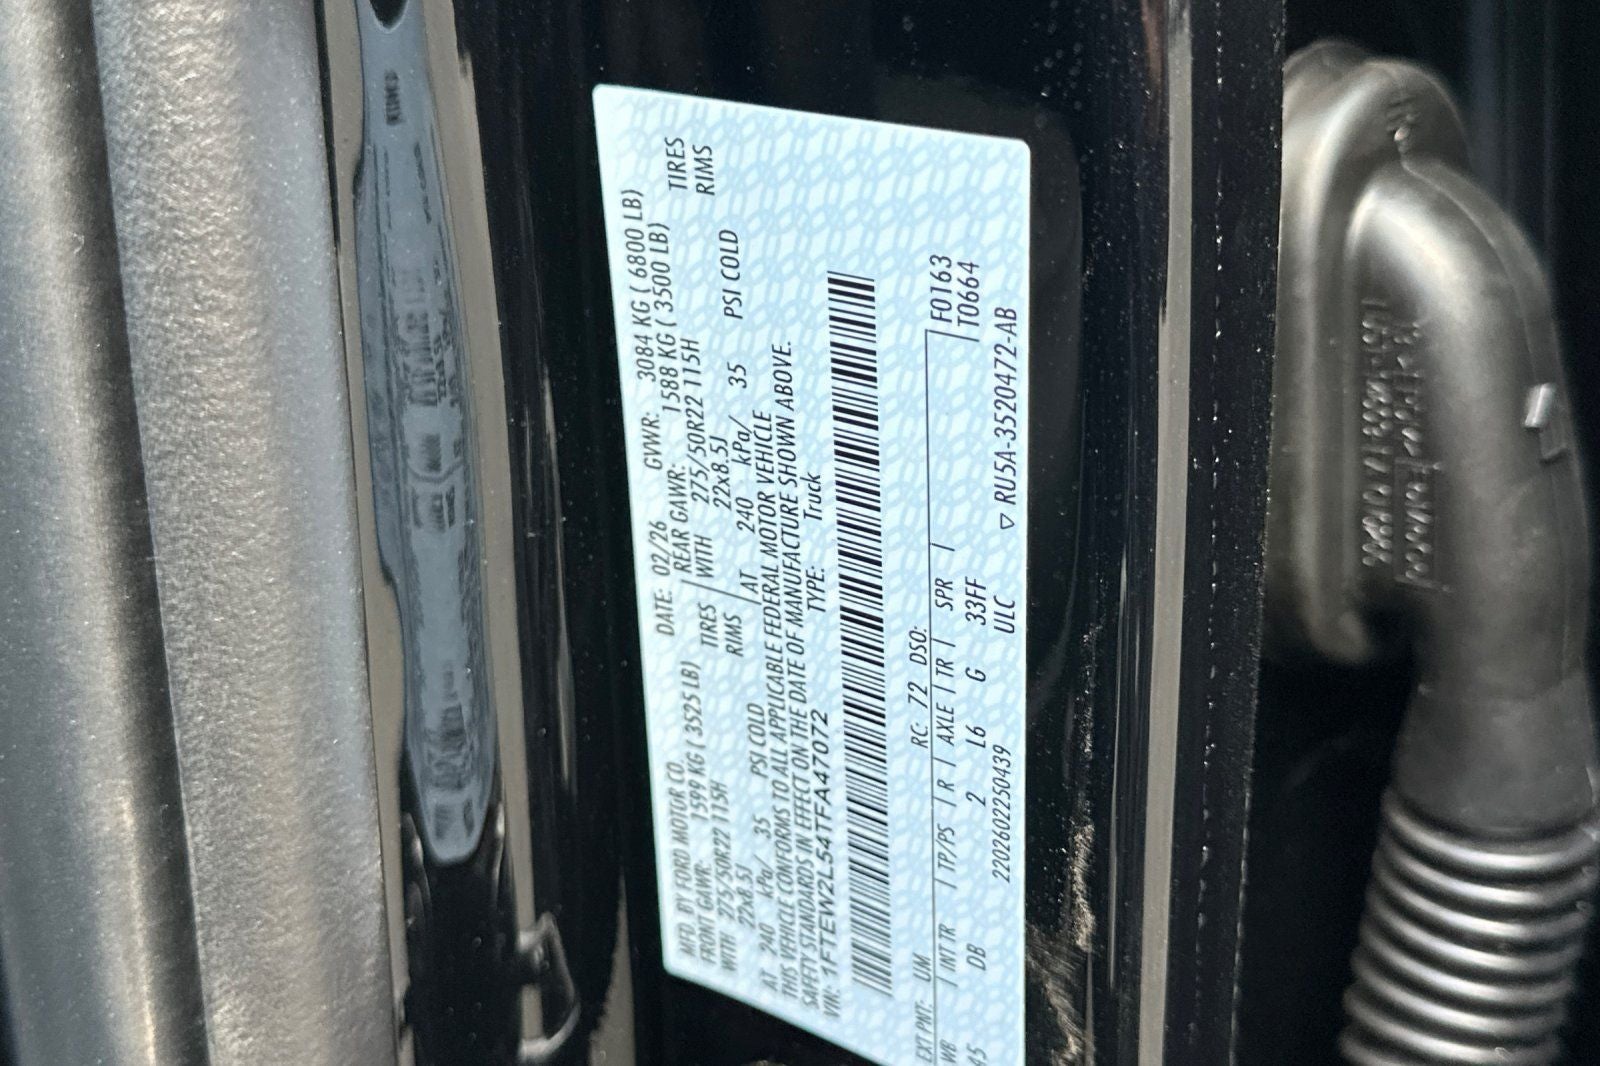 MFD. BY FORD MOTOR CO. DATE: 02/26 GVWR: 3084 KG ( 6800 LB)
FRONT GAWR: 1599 KG ( 3525 LB) REAR GAWR: 1588 KG ( 3500 LB)
WITH 275/50R22 115H TIRES WITH 275/50R22 115H TIRES
22x8.5J RIMS 22x8.5J RIMS
AT 240 kPa/ 35 PSI COLD AT 240 kPa/ 35 PSI COLD
THIS VEHICLE CONFORMS TO ALL APPLICABLE FEDERAL MOTOR VEHICLE
SAFETY STANDARDS IN EFFECT ON THE DATE OF MANUFACTURE SHOWN ABOVE.
VIN: 1FTEW2L54TFA47072 TYPE: Truck
EXT PNT: UM RC: 72 DSO: F0163
WB / INT TR / TP/PS / R / AXLE / TR / SPR / T0664
45 DB 2 L6 G 33FF
220260225O439 ULC ▽ RU5A-3520472-AB